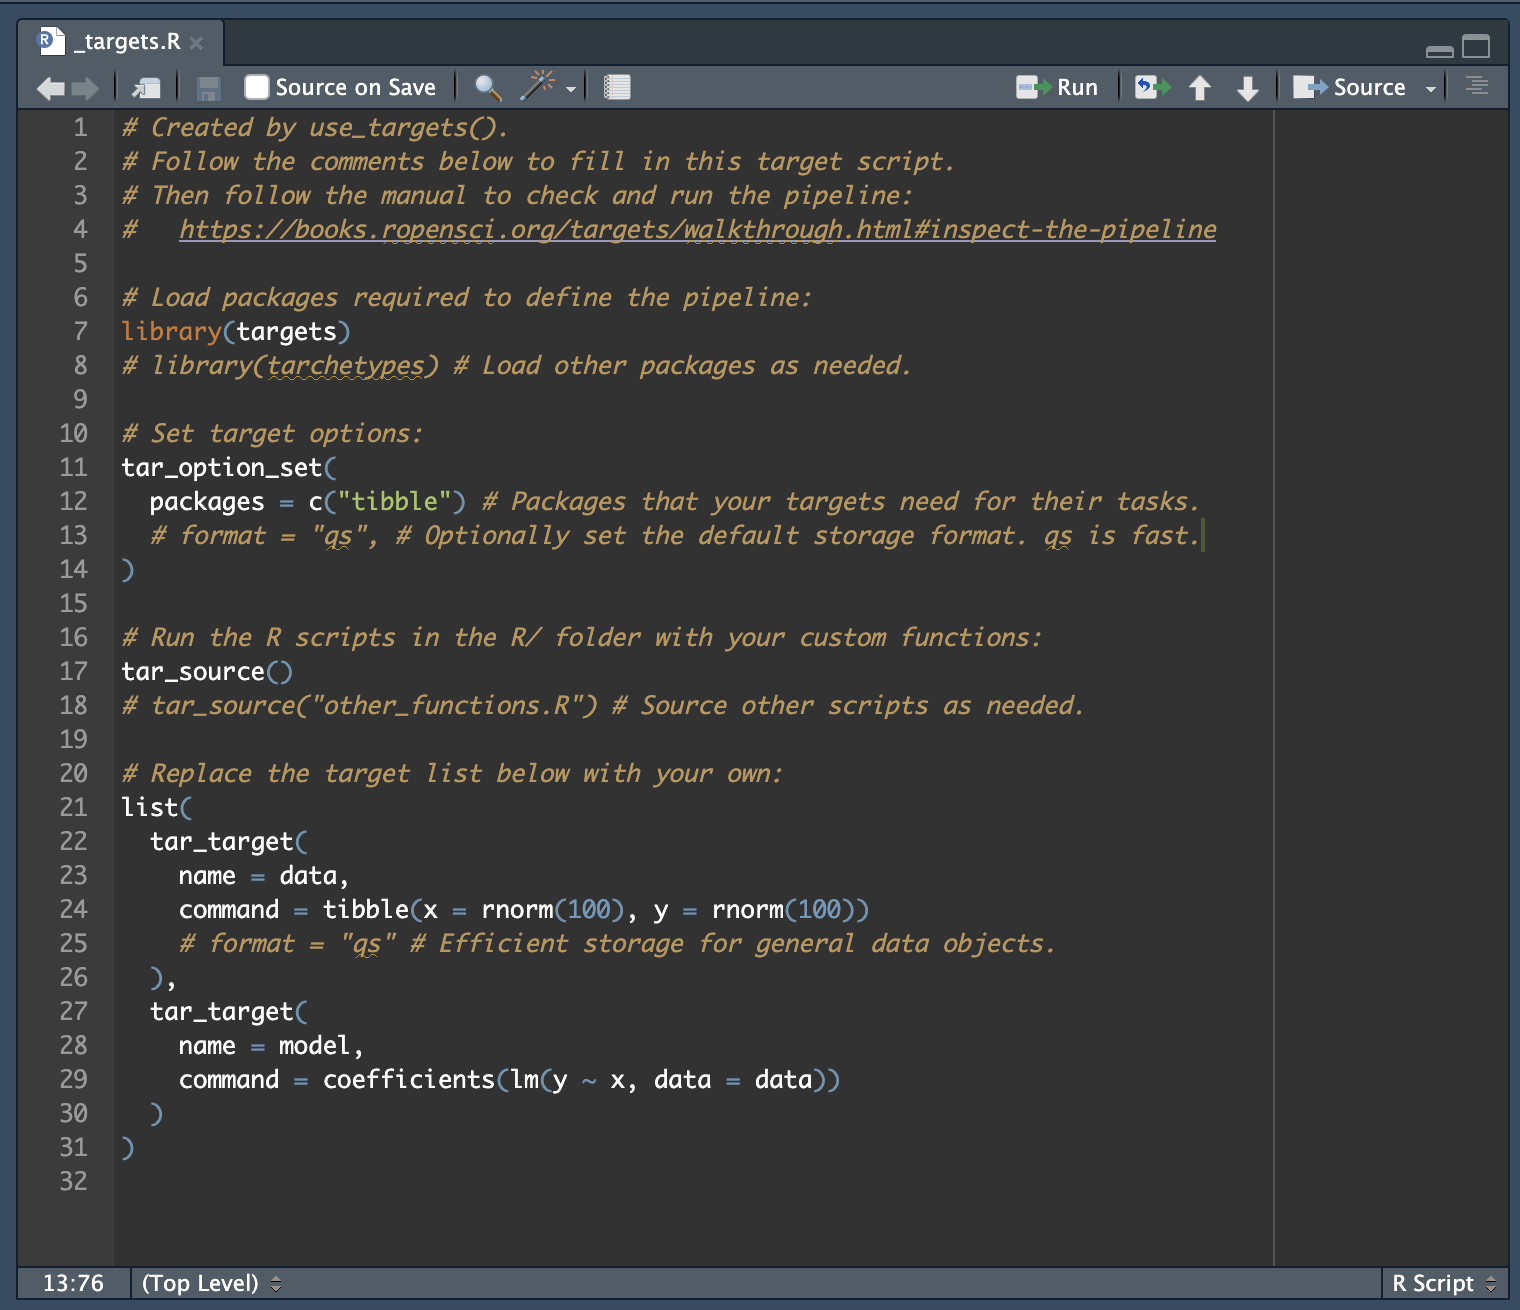 _targets.R
Source on Save
Run
Source
1 # Created by use_targets().
2 # Follow the comments below to fill in this target script.
3 # Then follow the manual to check and run the pipeline:
4 #   https://books.ropensci.org/targets/walkthrough.html#inspect-the-pipeline
5
6 # Load packages required to define the pipeline:
7 library(targets)
8 # library(tarchetypes) # Load other packages as needed.
9
10 # Set target options:
11 tar_option_set(
12   packages = c("tibble") # Packages that your targets need for their tasks.
13   # format = "qs", # Optionally set the default storage format. qs is fast.
14 )
15
16 # Run the R scripts in the R/ folder with your custom functions:
17 tar_source()
18 # tar_source("other_functions.R") # Source other scripts as needed.
19
20 # Replace the target list below with your own:
21 list(
22   tar_target(
23     name = data,
24     command = tibble(x = rnorm(100), y = rnorm(100))
25     # format = "qs" # Efficient storage for general data objects.
26   ),
27   tar_target(
28     name = model,
29     command = coefficients(lm(y ~ x, data = data))
30   )
31 )
32
13:76 (Top Level) R Script